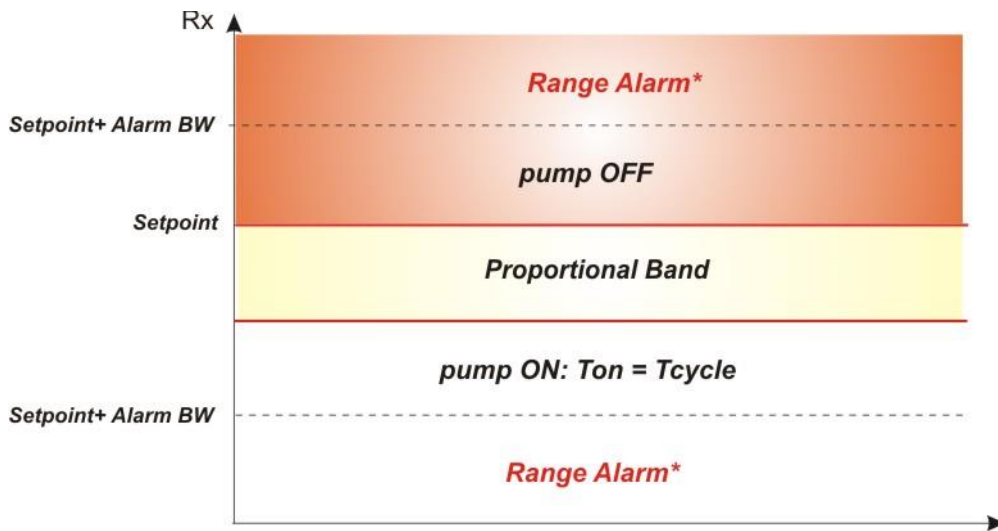 Rx
Range Alarm*
Setpoint+ Alarm BW
pump OFF
Setpoint
Proportional Band
pump ON: Ton = Tcycle
Setpoint+ Alarm BW
Range Alarm*